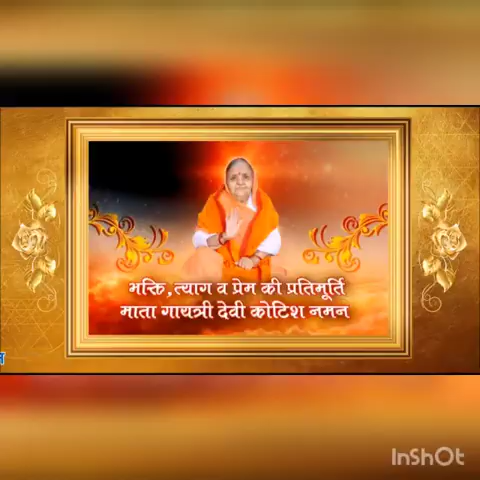 भक्ति,त्याग व प्रेम की प्रतिमूर्ति
माता गायत्री देवी कोटिश नमन
InShOt